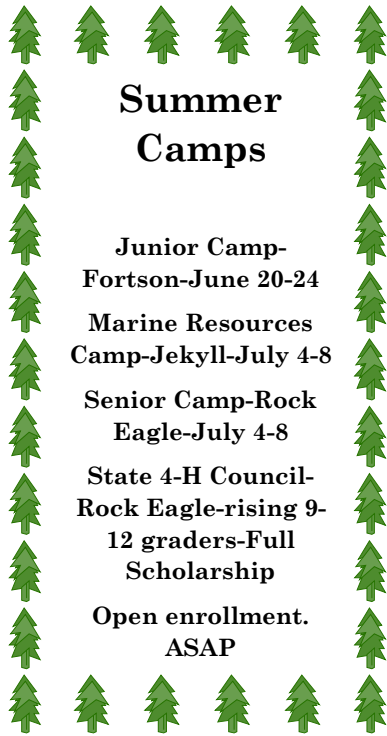 Summer
Camps
Junior Camp-
Fortson-June 20-24
Marine Resources
Camp-Jekyll-July 4-8
Senior Camp-Rock
Eagle-July 4-8
State 4-H Council-
Rock Eagle-rising 9-
12 graders-Full
Scholarship
Open enrollment.
ASAP